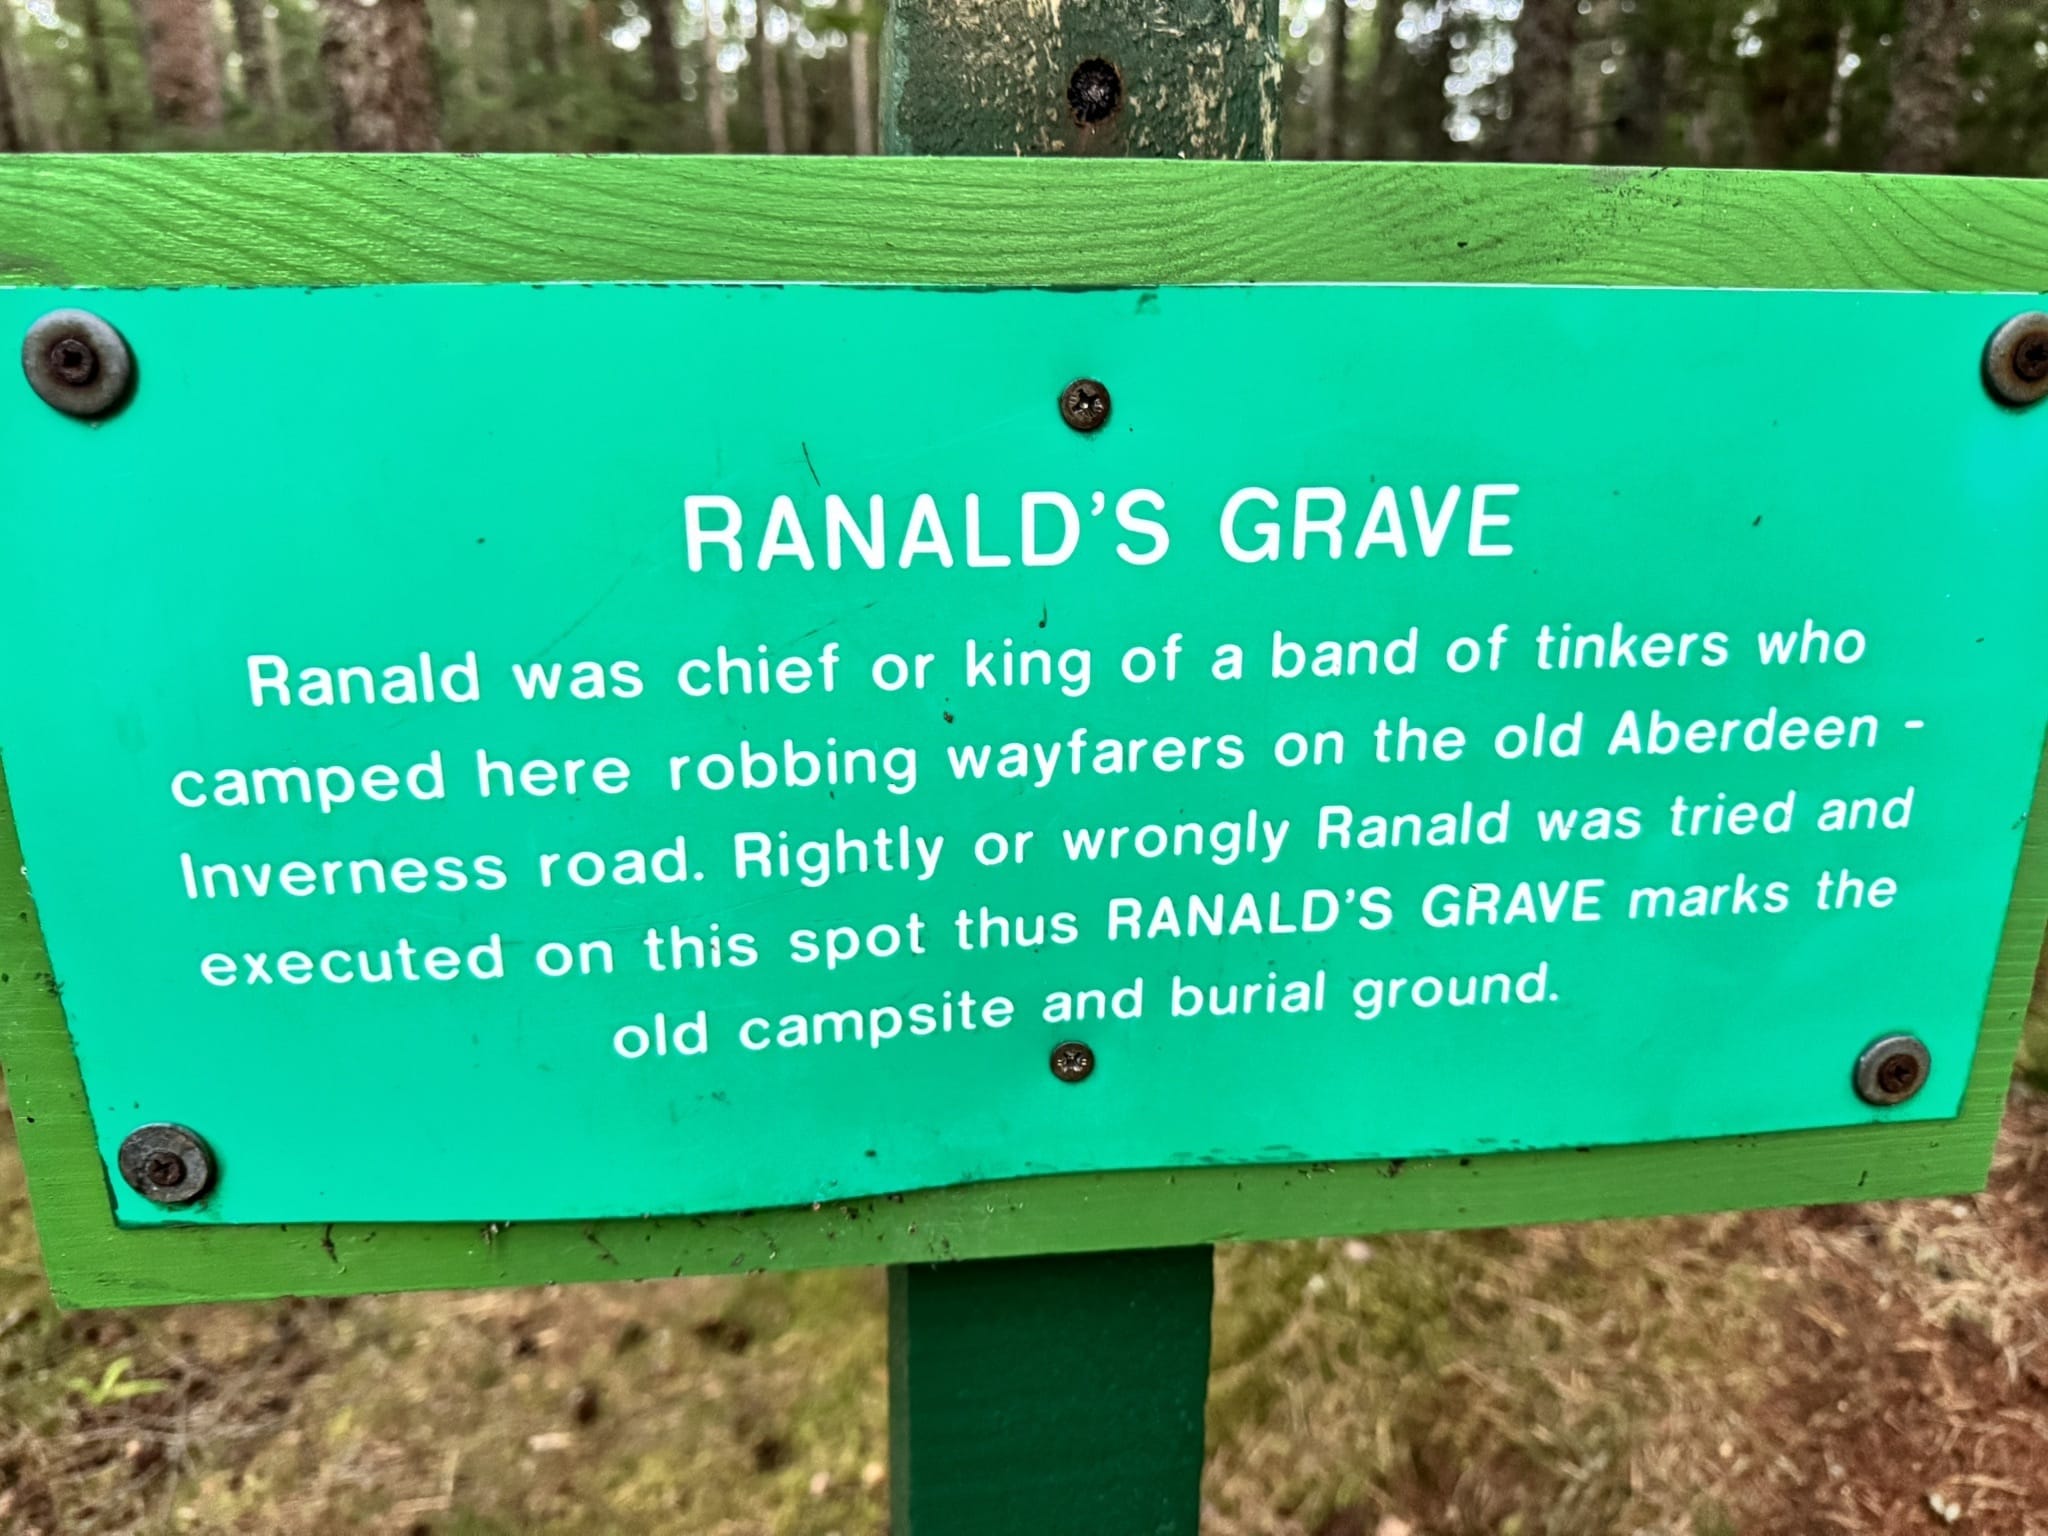 RANALD'S GRAVE
Ranald was chief or king of a band of tinkers who
camped here robbing wayfarers on the old Aberdeen -
Inverness road. Rightly or wrongly Ranald was tried and
executed on this spot thus RANALD'S GRAVE marks the
old campsite and burial ground.